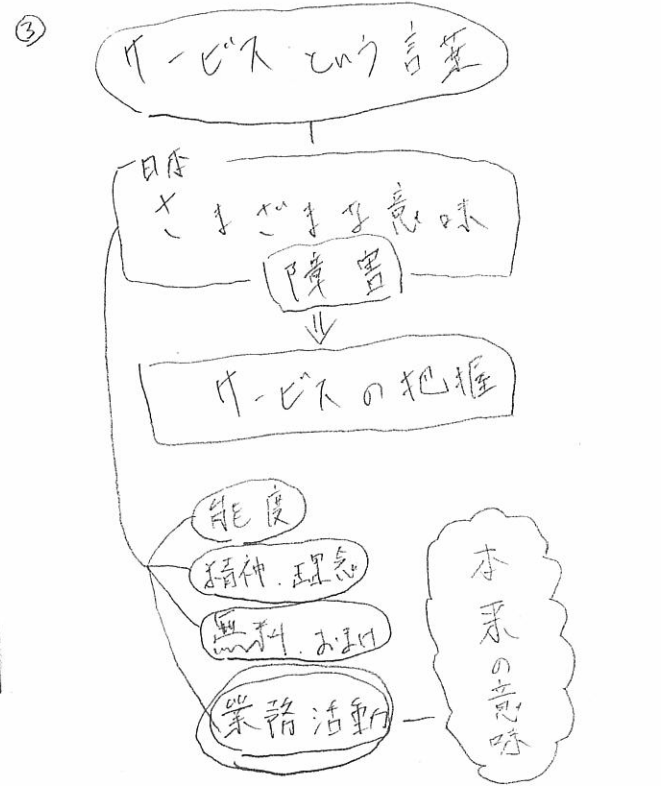 ③
サービスという言葉
日本
さまざまな意味
障害
サービスの把握
能度
精神・理念
無料・おまけ
業務活動
本来の意味